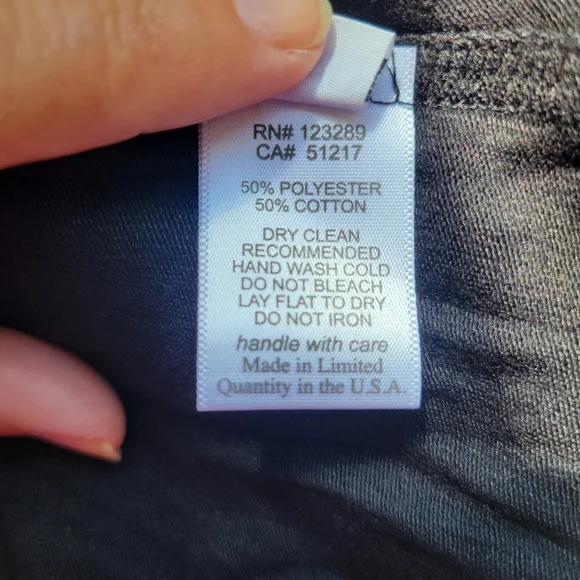 RN# 123289
CA# 51217
50% POLYESTER
50% COTTON
DRY CLEAN
RECOMMENDED
HAND WASH COLD
DO NOT BLEACH
LAY FLAT TO DRY
DO NOT IRON
handle with care
Made in Limited
Quantity in the U.S.A.